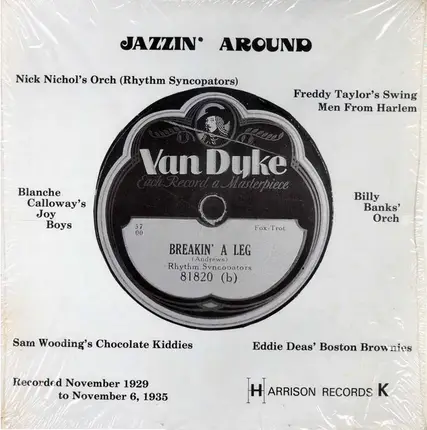 JAZZIN' AROUND
Nick Nichol's Orch (Rhythm Syncopators)
Freddy Taylor's Swing
Men From Harlem
Van Dyke
Each Record a Masterpiece
Blanche
Calloway's
Joy
Boys
Billy
Banks'
Orch
37
00
Fox-Trot
BREAKIN' A LEG
(Andrews)
Rhythm Syncopators
81820 (b)
Sam Wooding's Chocolate Kiddies
Eddie Deas' Boston Brownies
Recorded November 1929
to November 6, 1935
HARRISON RECORDS K